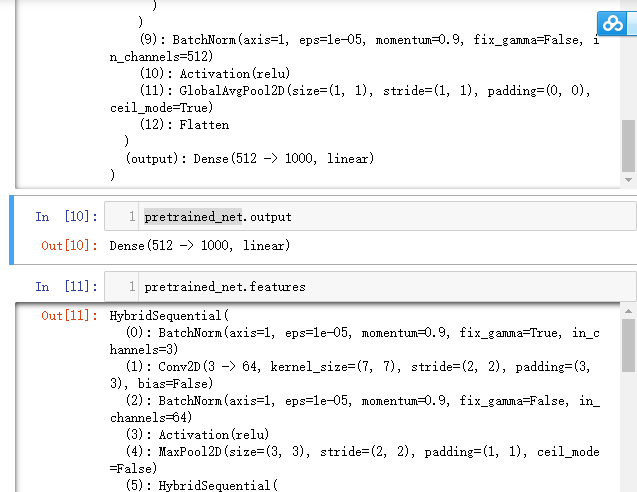 )
)
(9): BatchNorm(axis=1, eps=1e-05, momentum=0.9, fix_gamma=False, i
n_channels=512)
(10): Activation(relu)
(11): GlobalAvgPool2D(size=(1, 1), stride=(1, 1), padding=(0, 0),
ceil_mode=True)
(12): Flatten
)
(output): Dense(512 -> 1000, linear)
)
In [10]: 1 pretrained_net.output
Out[10]: Dense(512 -> 1000, linear)
In [11]: 1 pretrained_net.features
Out[11]: HybridSequential(
(0): BatchNorm(axis=1, eps=1e-05, momentum=0.9, fix_gamma=True, in_c
hannels=3)
(1): Conv2D(3 -> 64, kernel_size=(7, 7), stride=(2, 2), padding=(3,
3), bias=False)
(2): BatchNorm(axis=1, eps=1e-05, momentum=0.9, fix_gamma=False, in_
channels=64)
(3): Activation(relu)
(4): MaxPool2D(size=(3, 3), stride=(2, 2), padding=(1, 1), ceil_mode
=False)
(5): HybridSequential(